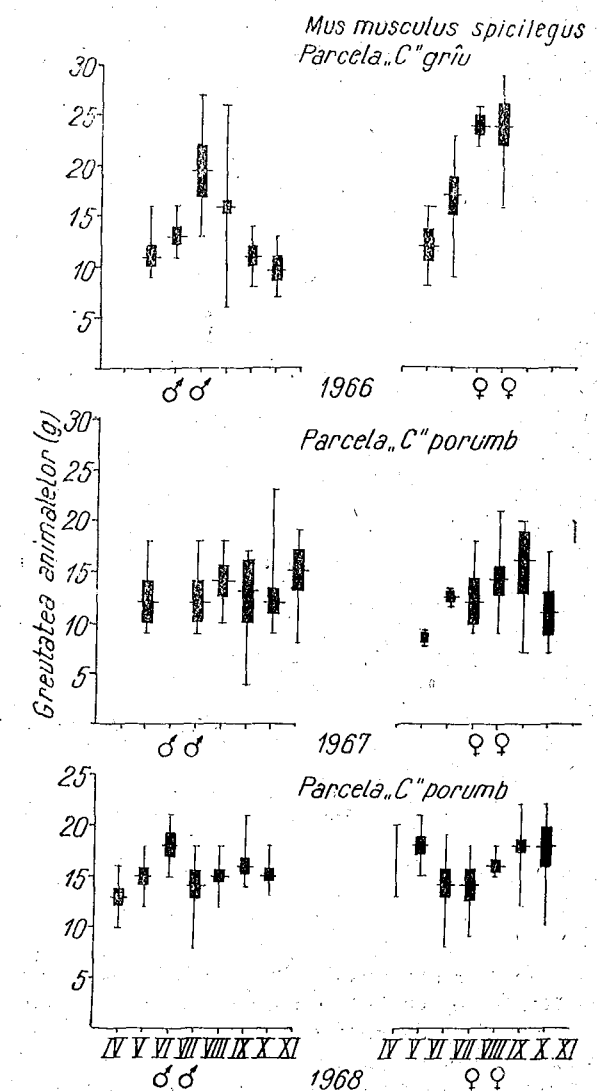 Mus musculus spicilegus
Parcela „C" grîu
30
25
20
15
10
5
♂♂ 1966 ♀♀
Greutatea animalelor (g)
Parcela „C" porumb
30
25
20
15
10
5
♂♂ 1967 ♀♀
Parcela „C" porumb
25
20
15
10
5
IV V VI VII VIII IX X XI IV V VI VII VIII IX X XI
♂♂ 1968 ♀♀